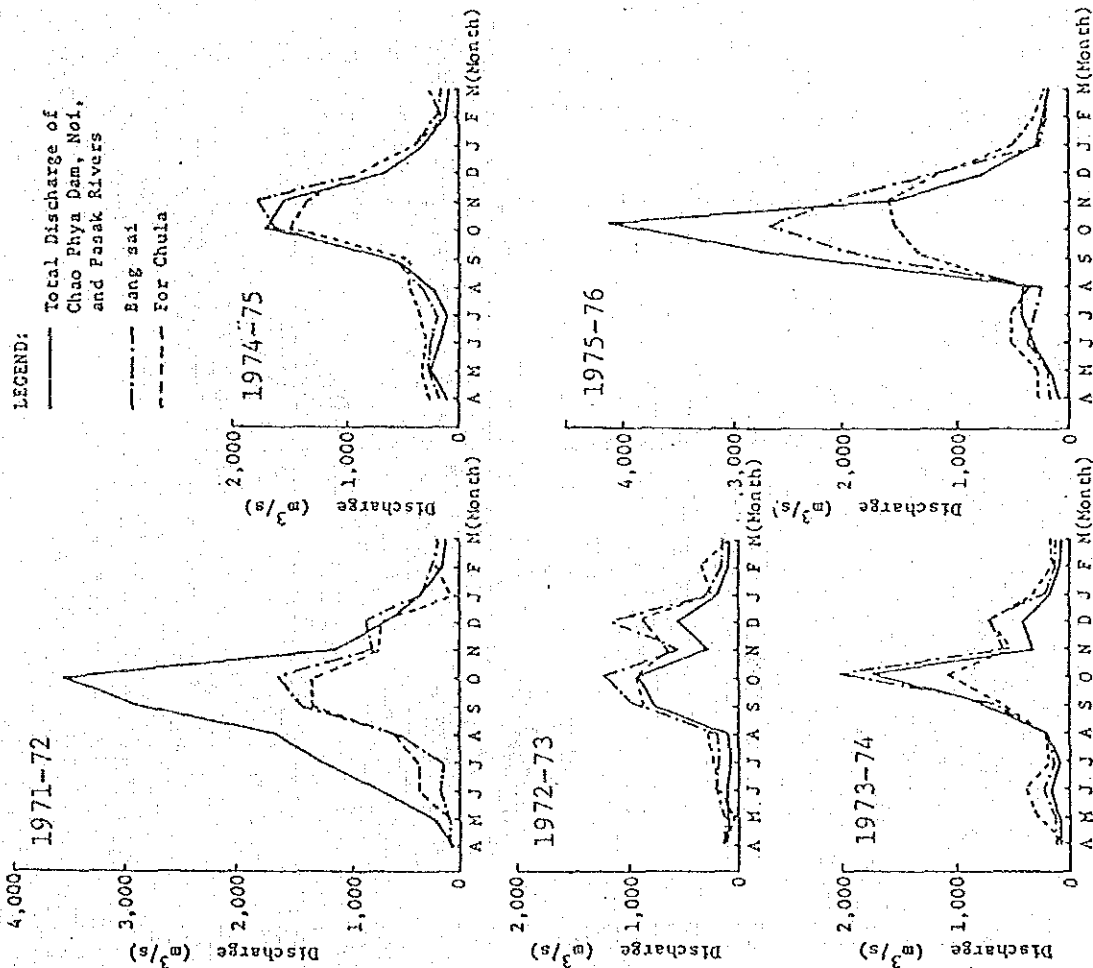 LEGEND:
Total Discharge of
Chao Phya Dam, Noi,
and Pasak Rivers
Bang sai
For Chula
1971-72
4,000
3,000
2,000
1,000
0
Discharge (m³/s)
A M J J A S O N D J F M(Month)
1974-75
2,000
1,000
0
Discharge (m³/s)
A M J J A S O N D J F M(Month)
1972-73
2,000
1,000
0
Discharge (m³/s)
A M J J A S O N D J F M(Month)
1973-74
2,000
1,000
0
Discharge (m³/s)
A M J J A S O N D J F M(Month)
1975-76
4,000
3,000
2,000
1,000
0
Discharge (m³/s)
A M J J A S O N D J F M(Month)